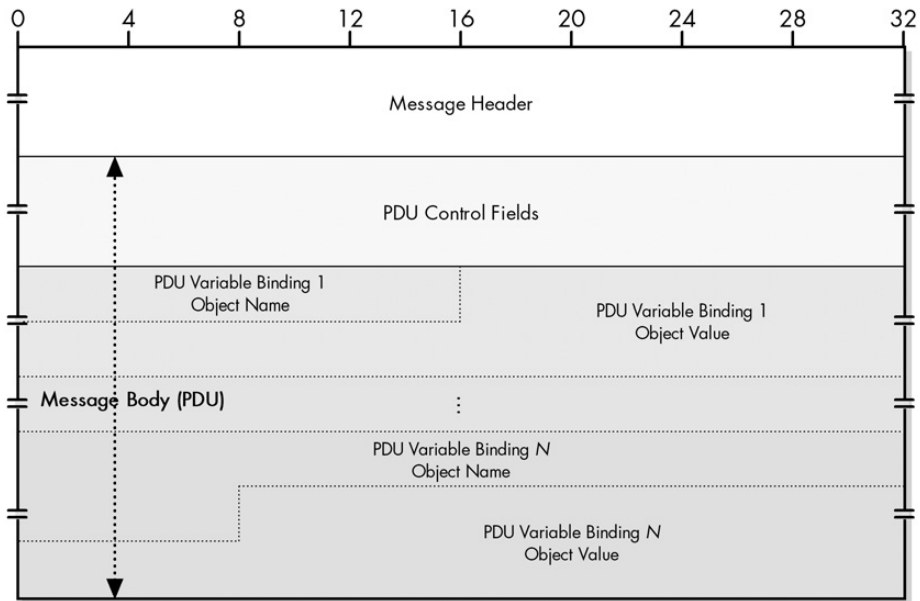 0 4 8 12 16 20 24 28 32
Message Header
PDU Control Fields
PDU Variable Binding 1
Object Name
PDU Variable Binding 1
Object Value
Message Body (PDU)
PDU Variable Binding N
Object Name
PDU Variable Binding N
Object Value